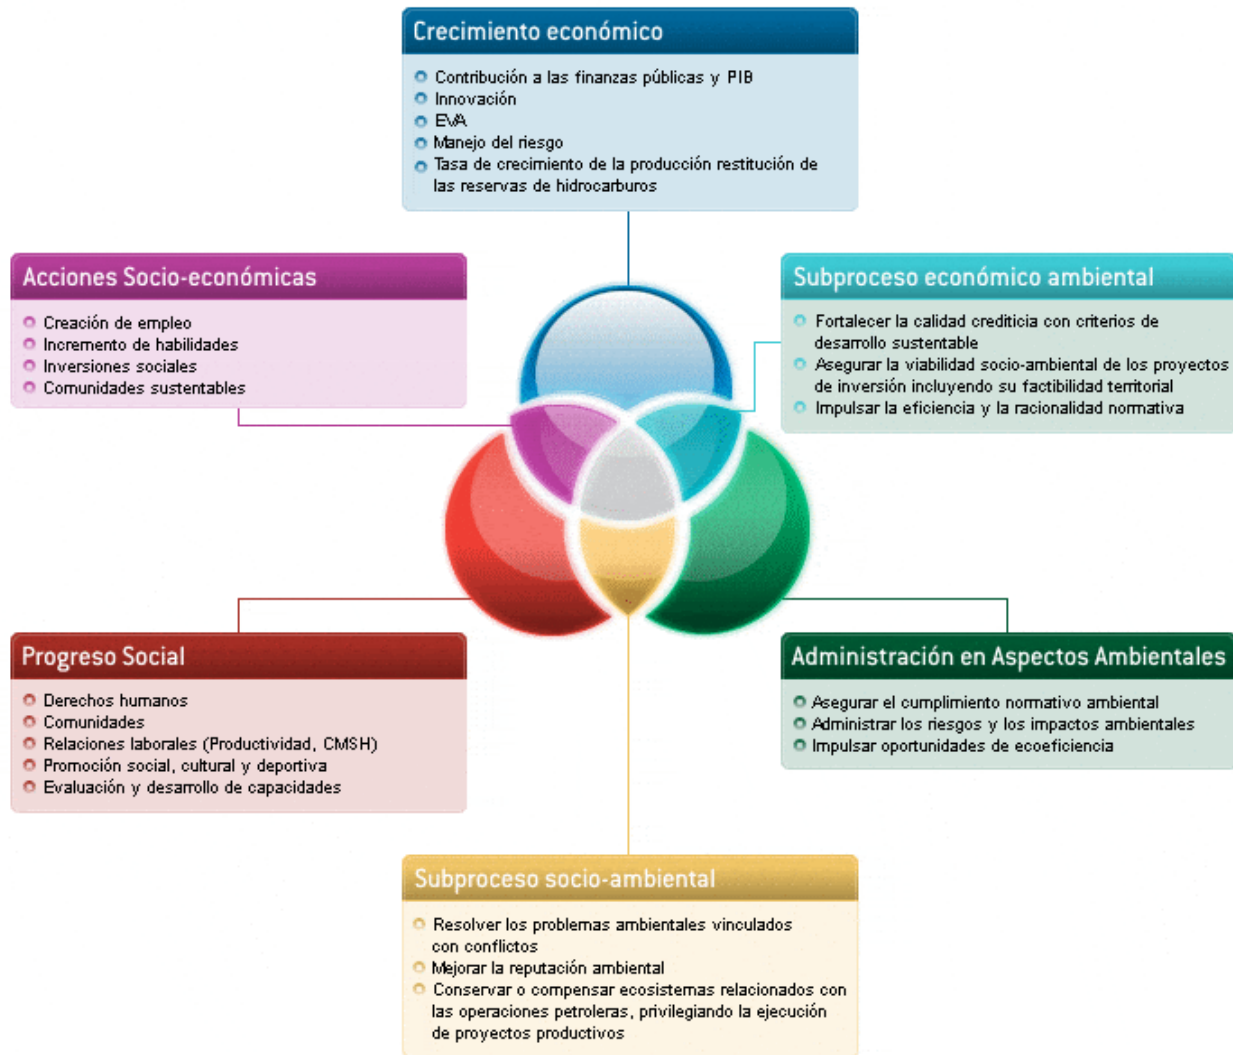 Crecimiento económico
Contribución a las finanzas públicas y PIB
Innovación
EVA
Manejo del riesgo
Tasa de crecimiento de la producción restitución de
las reservas de hidrocarburos
Acciones Socio-económicas
Creación de empleo
Incremento de habilidades
Inversiones sociales
Comunidades sustentables
Subproceso económico ambiental
Fortalecer la calidad crediticia con criterios de
desarrollo sustentable
Asegurar la viabilidad socio-ambiental de los proyectos
de inversión incluyendo su factibilidad territorial
Impulsar la eficiencia y la racionalidad normativa
Progreso Social
Derechos humanos
Comunidades
Relaciones laborales (Productividad, CMSH)
Promoción social, cultural y deportiva
Evaluación y desarrollo de capacidades
Administración en Aspectos Ambientales
Asegurar el cumplimiento normativo ambiental
Administrar los riesgos y los impactos ambientales
Impulsar oportunidades de ecoeficiencia
Subproceso socio-ambiental
Resolver los problemas ambientales vinculados
con conflictos
Mejorar la reputación ambiental
Conservar o compensar ecosistemas relacionados con
las operaciones petroleras, privilegiando la ejecución
de proyectos productivos